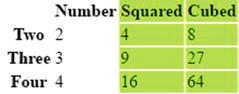 Number Squared Cubed
Two 2 4 8
Three 3 9 27
Four 4 16 64